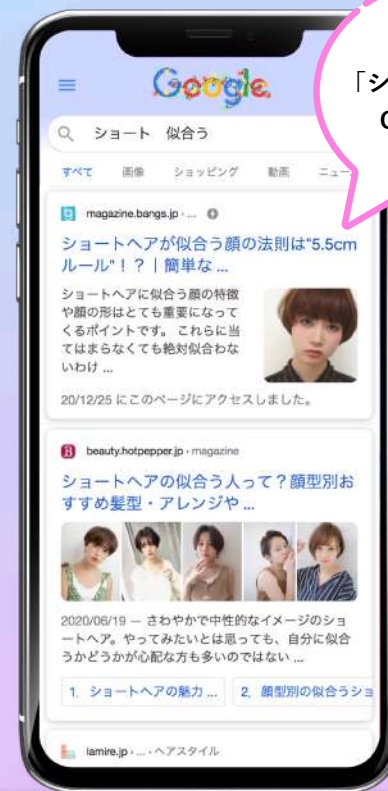 「シ
Google
ショート 似合う
すべて 画像 ショッピング 動画 ニュー
magazine.bangs.jp › ...
ショートヘアが似合う顔の法則は"5.5cm
ルール"！？｜簡単な ...
ショートヘアに似合う顔の特徴
や顔の形はとても重要になって
くるポイントです。 これらに当
てはまらなくても絶対似合わな
いわけ ...
20/12/25 にこのページにアクセスしました。
beauty.hotpepper.jp › magazine
ショートヘアの似合う人って？顔型別お
すすめ髪型・アレンジや ...
2020/06/19 — さわやかで中性的なイメージのショ
ートヘア。やってみたいとは思っても、自分に似合
うかどうかが心配な方も多いのではない ...
1. ショートヘアの魅力 ... 2. 顔型別の似合うショ
lamire.jp › ... › ヘアスタイル